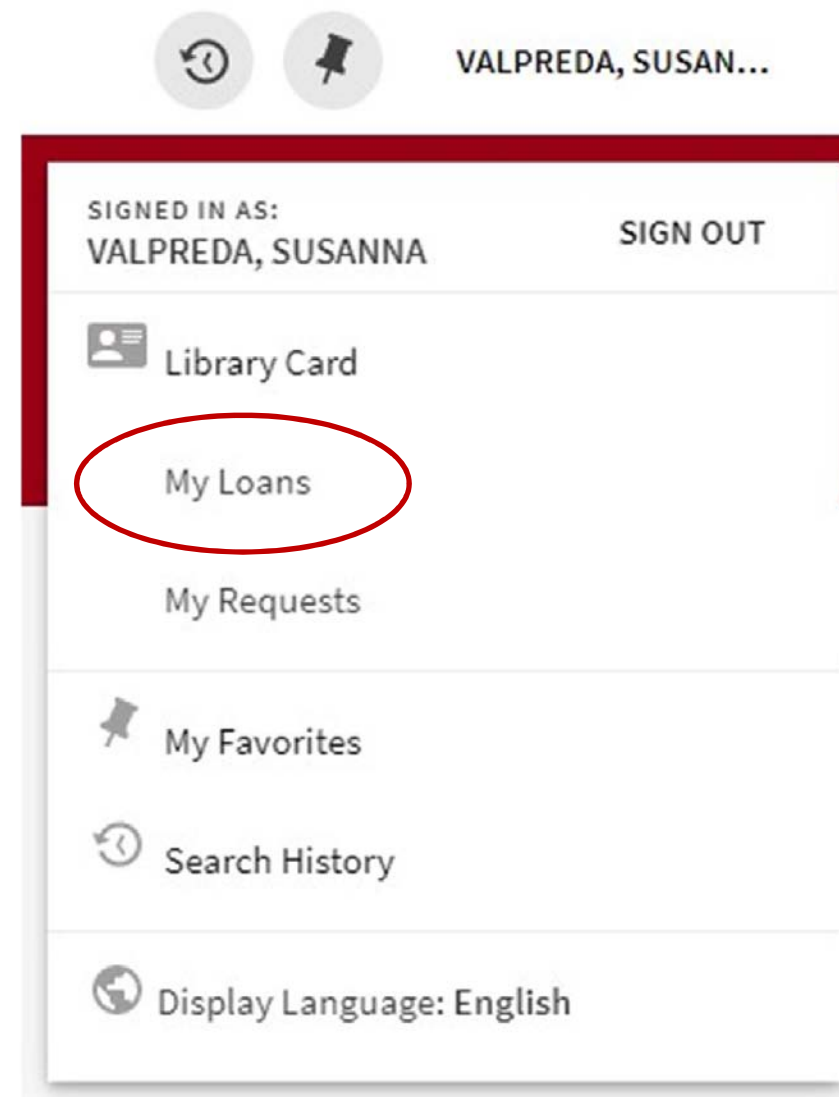 VALPREDA, SUSAN...
SIGNED IN AS:
VALPREDA, SUSANNA
SIGN OUT
Library Card
My Loans
My Requests
My Favorites
Search History
Display Language: English